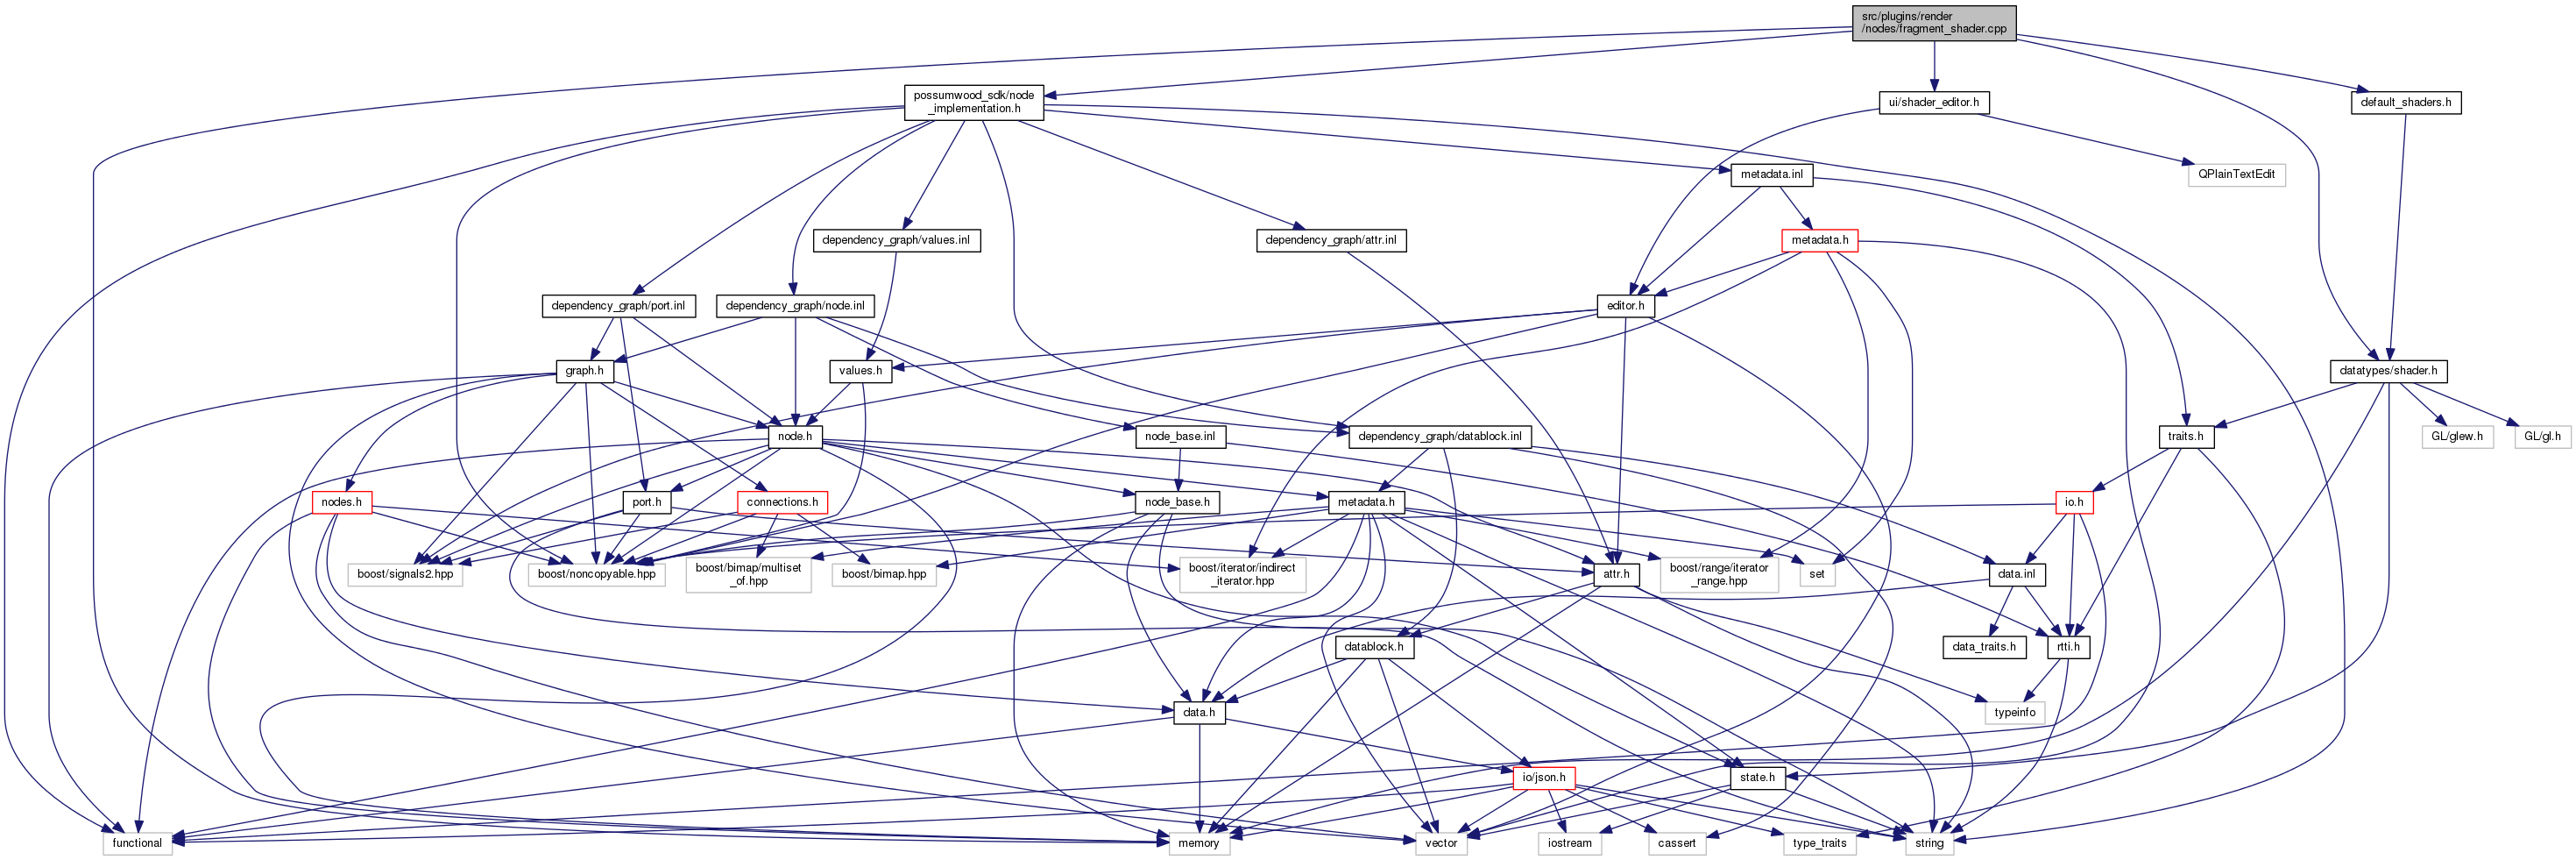 src/plugins/render
/nodes/fragment_shader.cpp
possumwood_sdk/node
_implementation.h
ui/shader_editor.h
default_shaders.h
metadata.inl
QPlainTextEdit
dependency_graph/values.inl
dependency_graph/attr.inl
metadata.h
dependency_graph/port.inl
dependency_graph/node.inl
editor.h
graph.h
values.h
datatypes/shader.h
node.h
node_base.inl
dependency_graph/datablock.inl
traits.h
GL/glew.h
GL/gl.h
nodes.h
port.h
connections.h
node_base.h
metadata.h
io.h
boost/signals2.hpp
boost/noncopyable.hpp
boost/bimap/multiset
_of.hpp
boost/bimap.hpp
boost/iterator/indirect
_iterator.hpp
attr.h
boost/range/iterator
_range.hpp
set
data.inl
datablock.h
data_traits.h
rtti.h
data.h
typeinfo
io/json.h
state.h
functional
memory
vector
iostream
cassert
type_traits
string